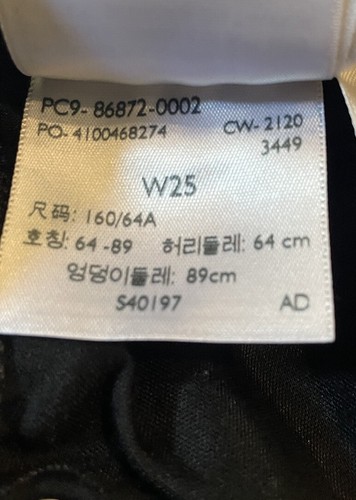 PC9- 86872-0002
PO- 4100468274 CW- 2120
3449
W25
尺码: 160/64A
호칭: 64 -89 허리둘레: 64 cm
엉덩이둘레: 89cm
S40197 AD